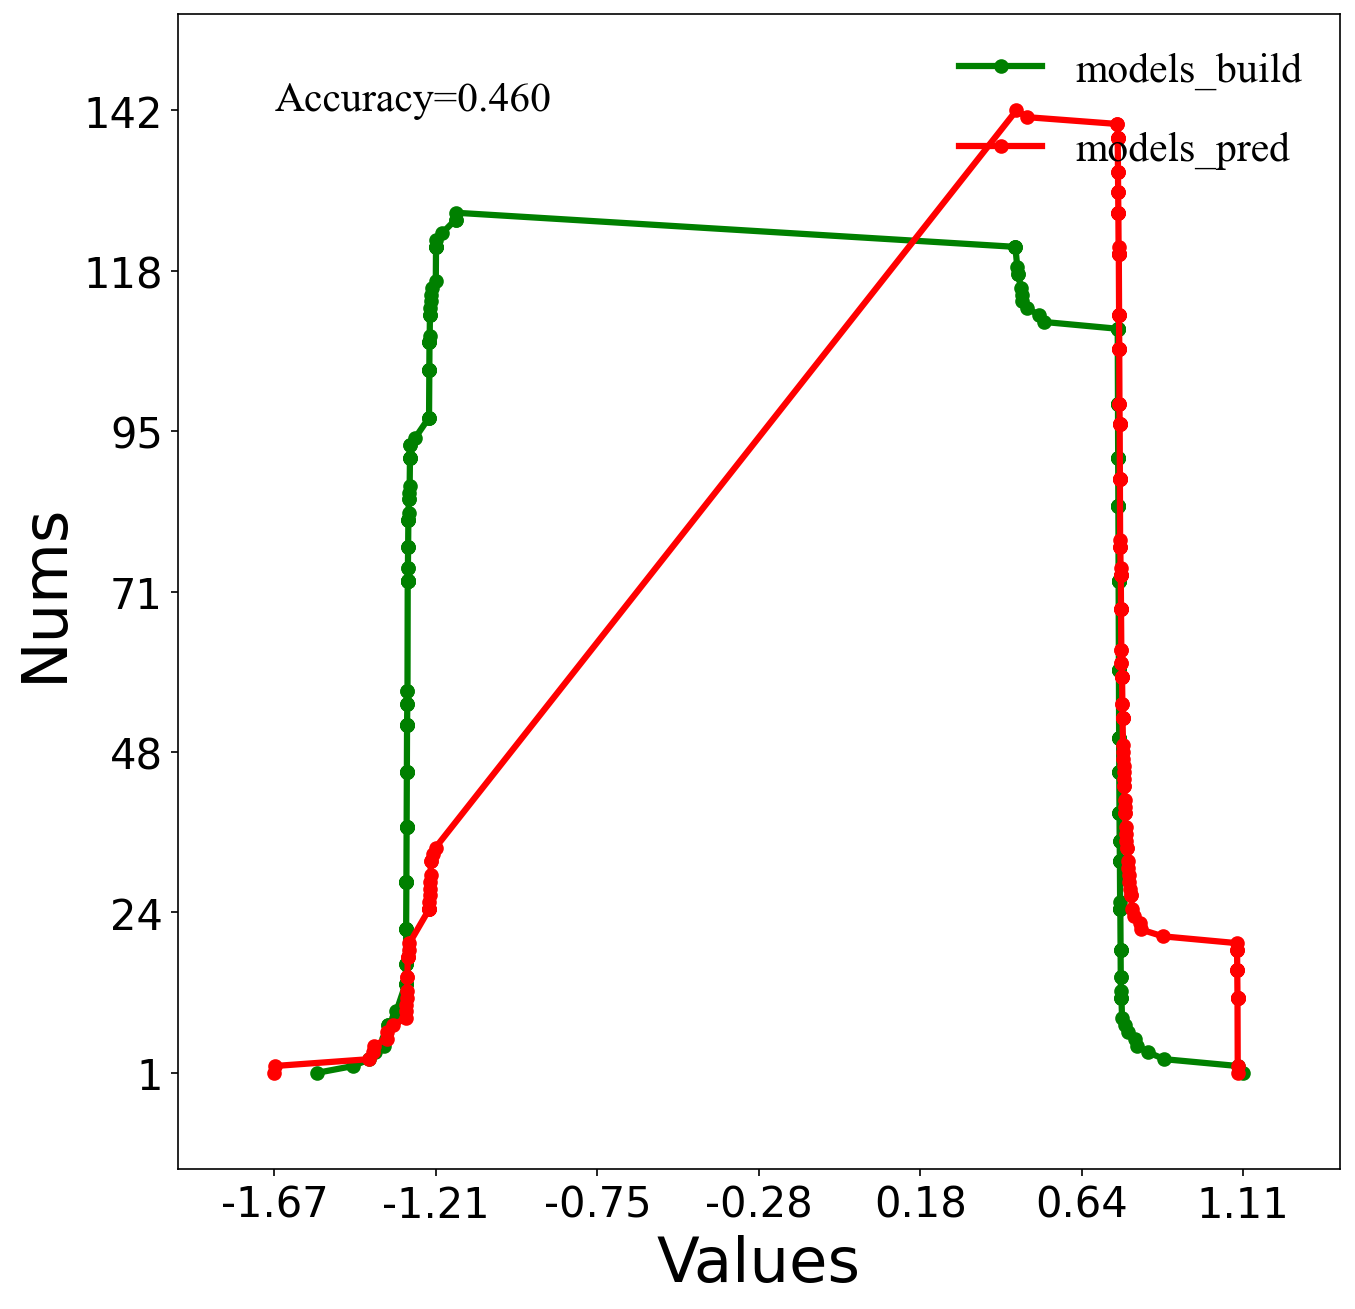 models_build
Accuracy=0.460
models_pred
142
118
95
71
48
24
1
Nums
-1.67 -1.21 -0.75 -0.28 0.18 0.64 1.11
Values